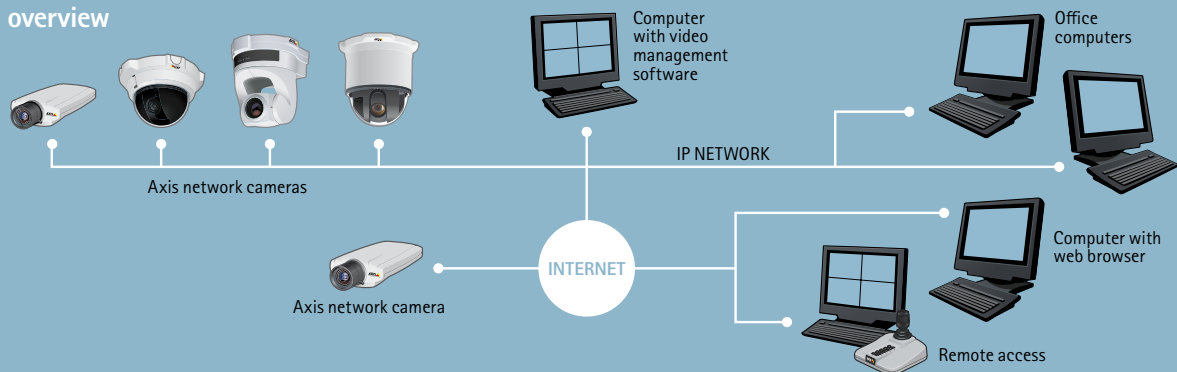 overview
Computer
with video
management
software
Office
computers
IP NETWORK
Axis network cameras
INTERNET
Computer with
web browser
Axis network camera
Remote access